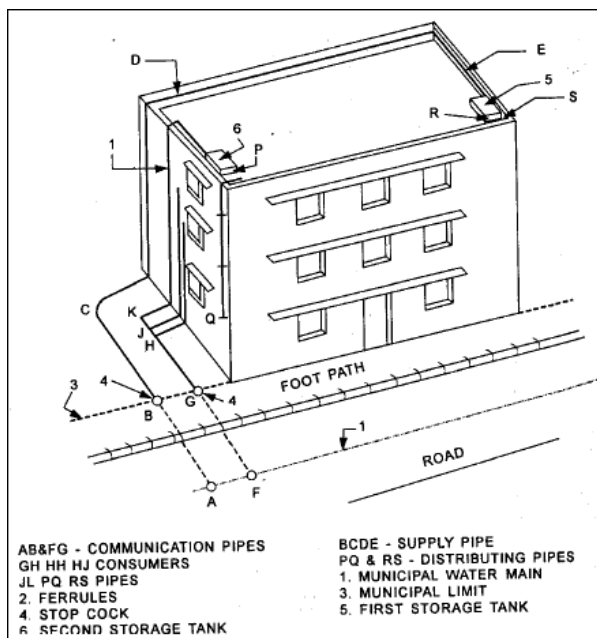 D
E
5
R
S
6
P
1
Q
C
K
J
H
4
3
B
G
4
FOOT PATH
1
ROAD
A
F
AB&FG - COMMUNICATION PIPES
GH HH HJ CONSUMERS
JL PQ RS PIPES
2. FERRULES
4. STOP COCK
6. SECOND STORAGE TANK
BCDE - SUPPLY PIPE
PQ & RS - DISTRIBUTING PIPES
1. MUNICIPAL WATER MAIN
3. MUNICIPAL LIMIT
5. FIRST STORAGE TANK